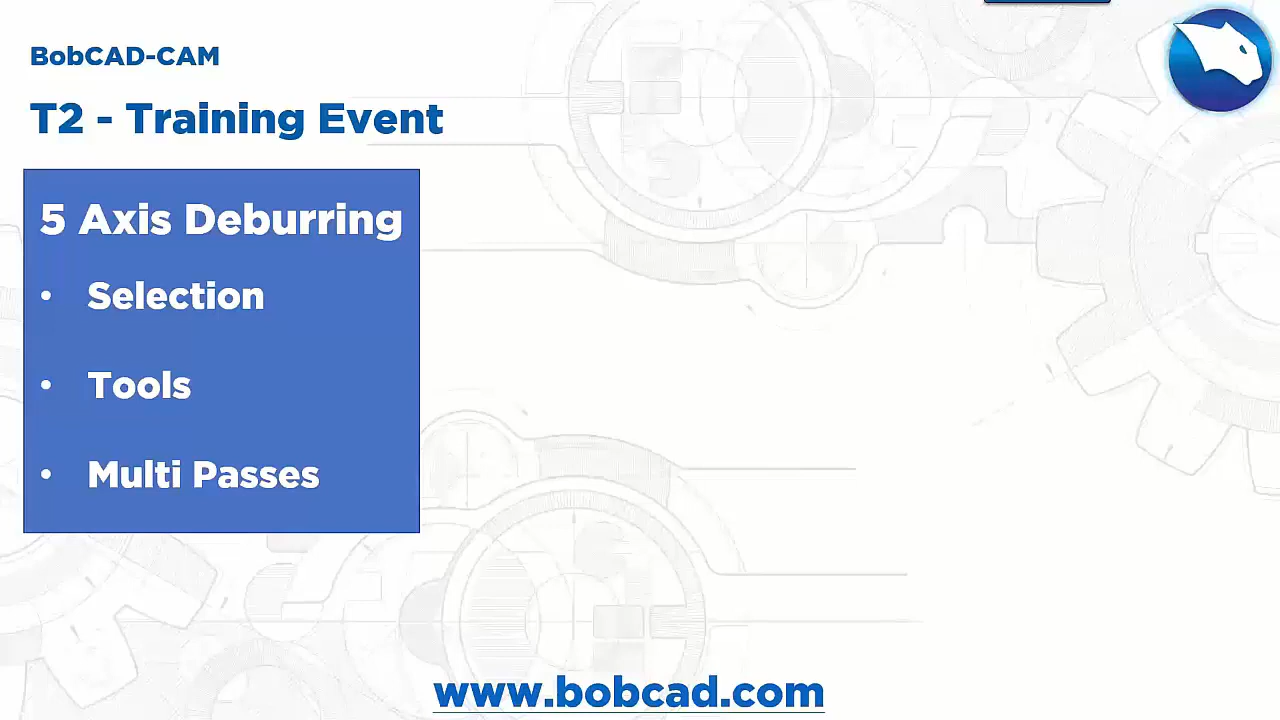 BobCAD-CAM
T2 - Training Event
5 Axis Deburring
• Selection
• Tools
• Multi Passes
www.bobcad.com